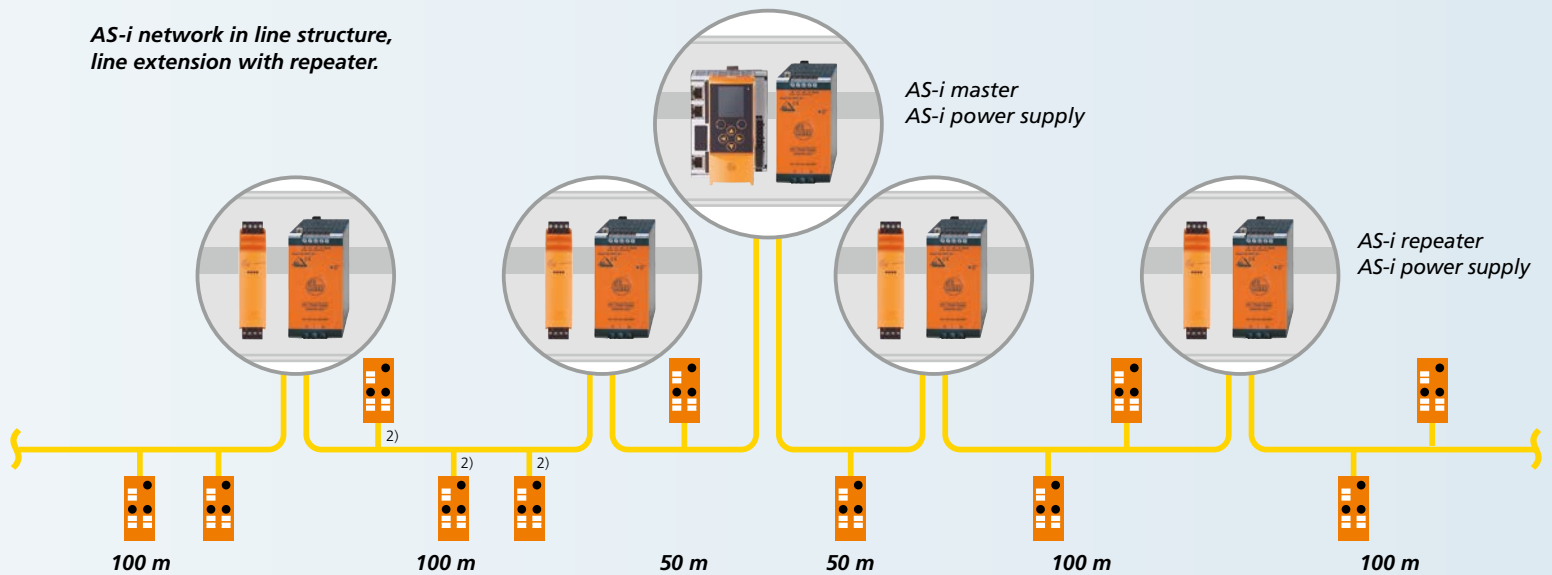 AS-i network in line structure,
line extension with repeater.
AS-i master
AS-i power supply
AS-i repeater
AS-i power supply
2)
2)
2)
100 m
100 m
50 m
50 m
100 m
100 m